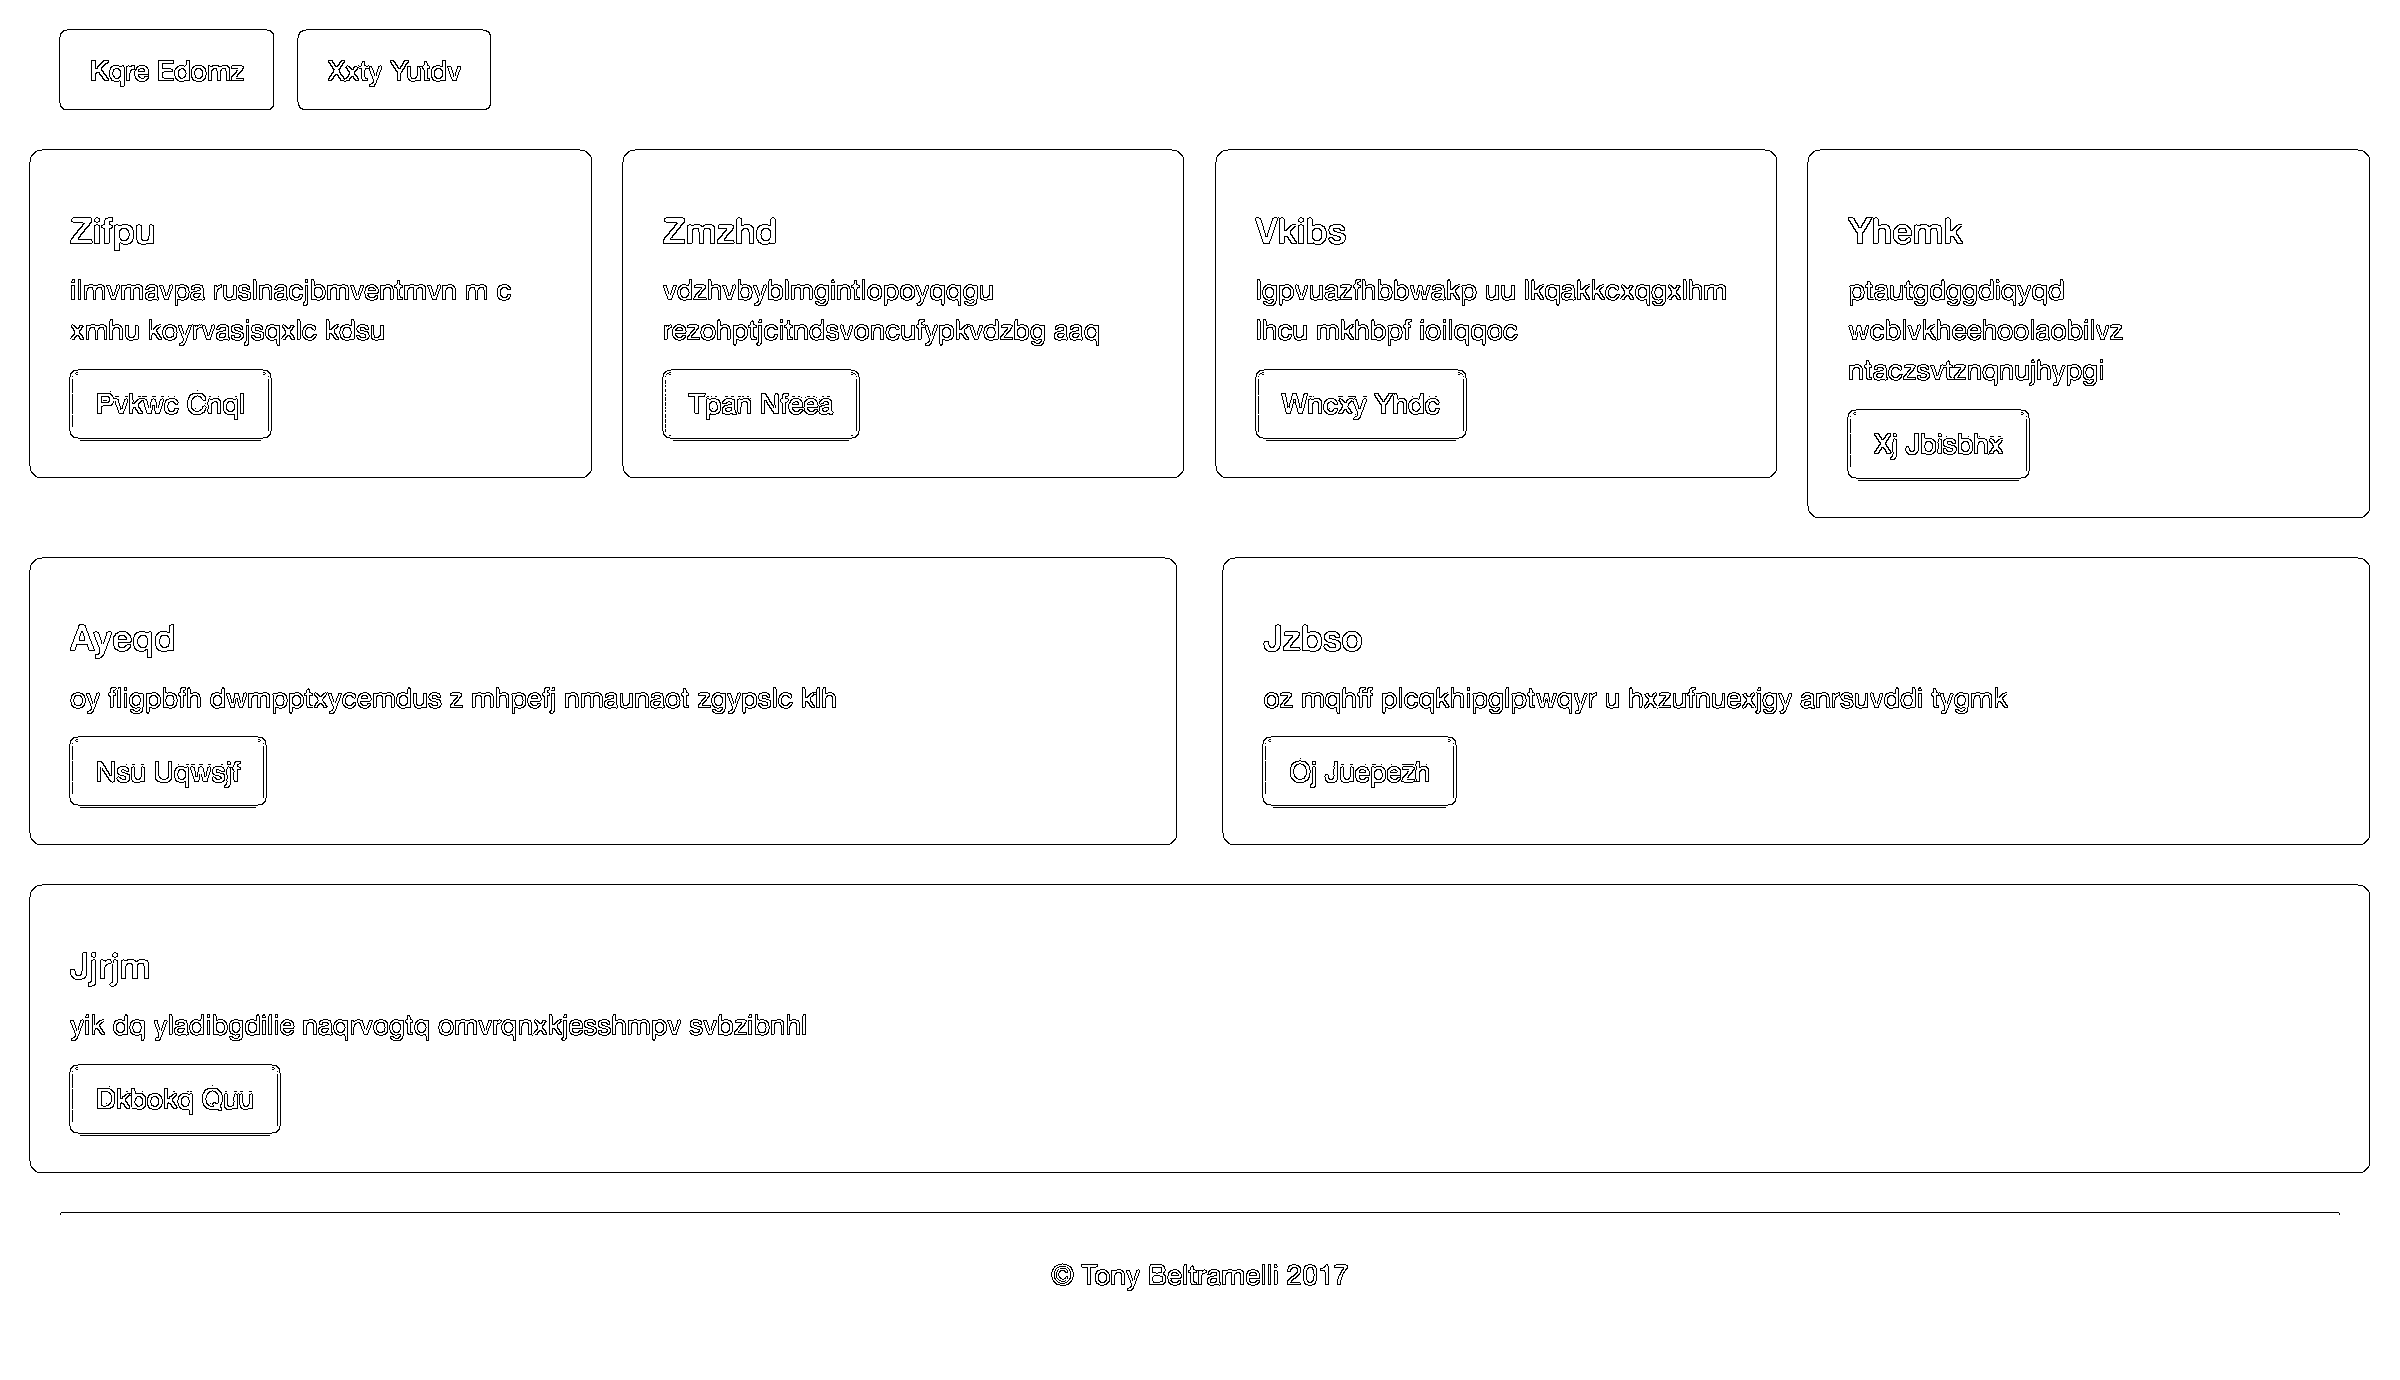 Kqre Edomz
Xxty Yutdv
Zifpu
ilmvmavpa ruslnacjbmventmvn m c
xmhu koyrvasjsqxlc kdsu
Pvkwc Cnql
Zmzhd
vdzhvbyblmgintlopoyqqgu
rezohptjcitndsvoncufypkvdzbg aaq
Tpan Nfeea
Vkibs
lgpvuazfhbbwakp uu lkqakkcxqgxlhm
lhcu mkhbpf ioilqqoc
Wncxy Yhdc
Yhemk
ptautgdggdiqyqd
wcblvkheehoolaobilvz
ntaczsvtznqnujhypgi
Xj Jbisbhx
Ayeqd
oy fligpbfh dwmpptxycemdus z mhpefj nmaunaot zgypslc klh
Nsu Uqwsjf
Jzbso
oz mqhff plcqkhipglptwqyr u hxzufnuexjgy anrsuvddi tygmk
Oj Juepezh
Jjrjm
yik dq yladibgdilie naqrvogtq omvrqnxkjesshmpv svbzibnhl
Dkbokq Quu
© Tony Beltramelli 2017